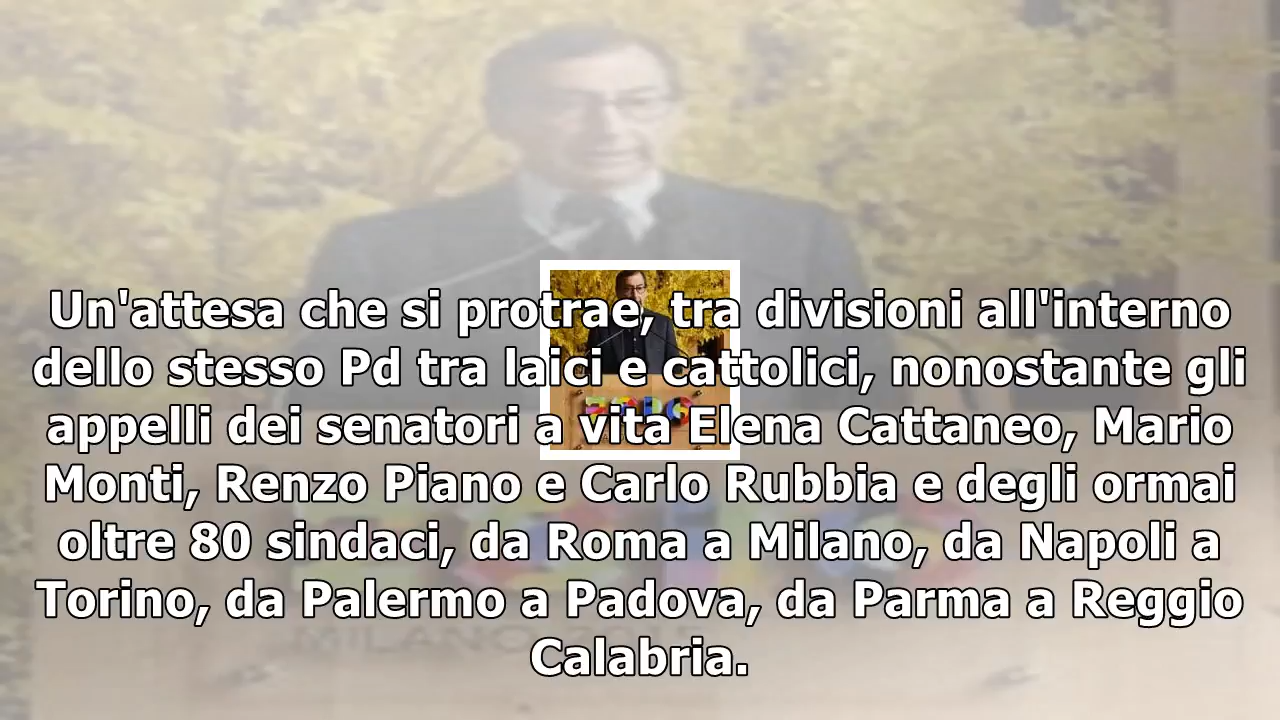 Un'attesa che si protrae, tra divisioni all'interno
dello stesso Pd tra laici e cattolici, nonostante gli
appelli dei senatori a vita Elena Cattaneo, Mario
Monti, Renzo Piano e Carlo Rubbia e degli ormai
oltre 80 sindaci, da Roma a Milano, da Napoli a
Torino, da Palermo a Padova, da Parma a Reggio
Calabria.
MILANO